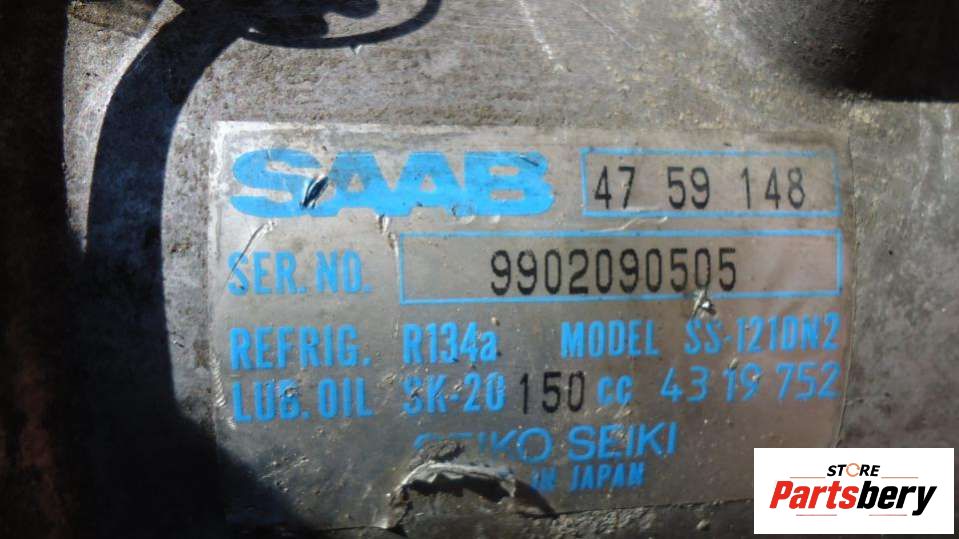 SAAB 47 59 148
SER. NO. 9902090505
REFRIG. R134a MODEL SS-121DN2
LUB. OIL SK-20 150 cc 43 19 752
SEIKO SEIKI
IN JAPAN
STORE
Partsbery